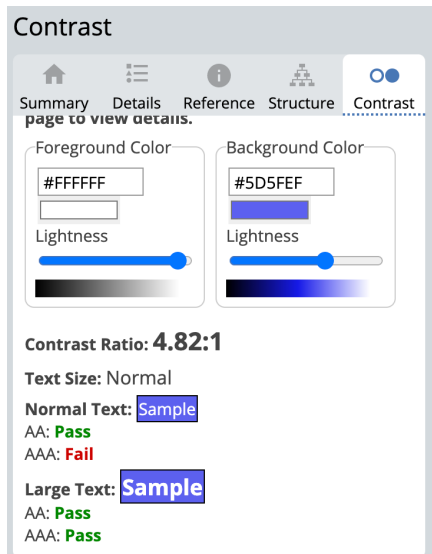 Contrast
Summary Details Reference Structure Contrast
page to view details.
Foreground Color Background Color
#FFFFFF #5D5FEF
Lightness Lightness
Contrast Ratio: 4.82:1
Text Size: Normal
Normal Text: Sample
AA: Pass
AAA: Fail
Large Text: Sample
AA: Pass
AAA: Pass